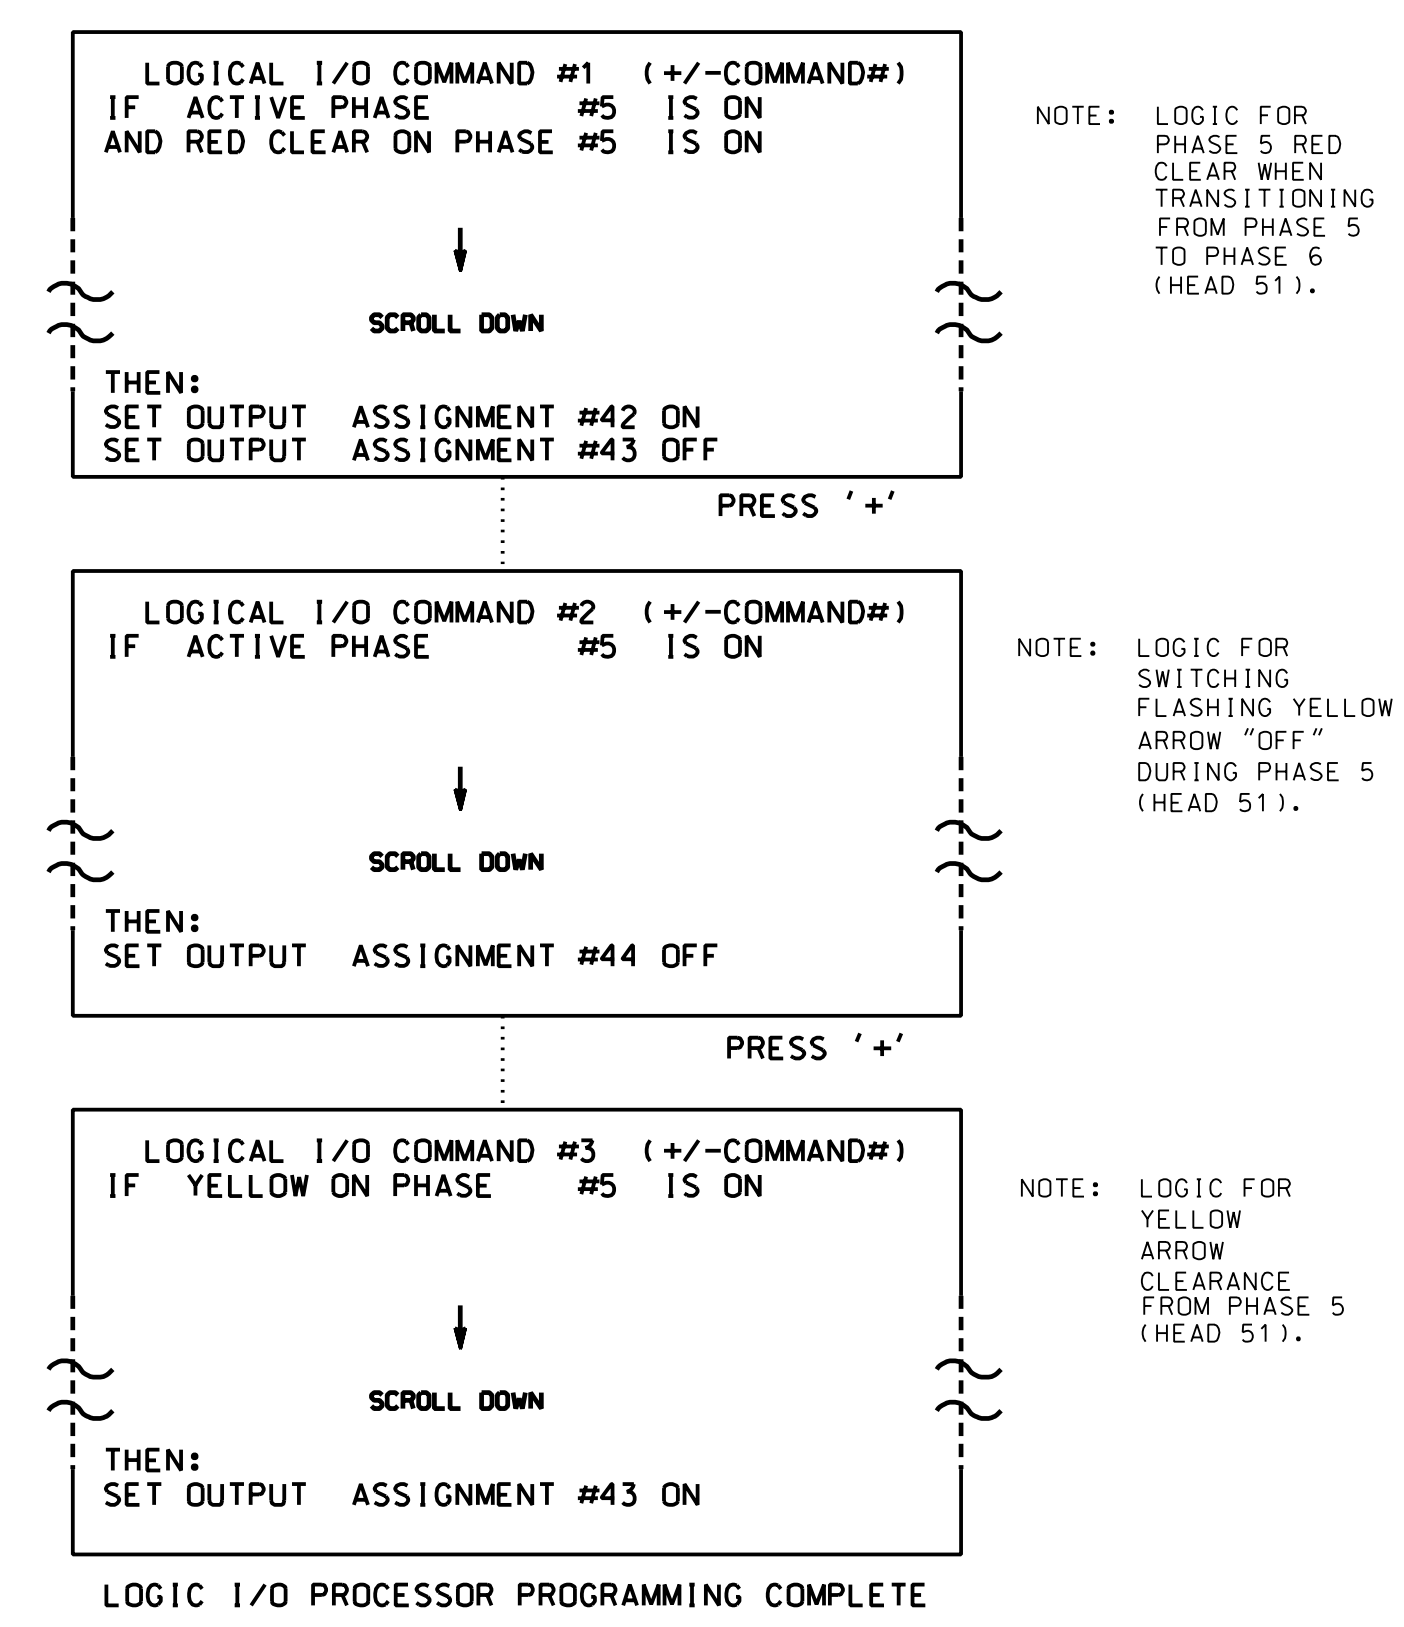 LOGICAL I/O COMMAND #1 (+/-COMMAND#)
IF ACTIVE PHASE #5 IS ON
AND RED CLEAR ON PHASE #5 IS ON
SCROLL DOWN
THEN:
SET OUTPUT ASSIGNMENT #42 ON
SET OUTPUT ASSIGNMENT #43 OFF
NOTE: LOGIC FOR
PHASE 5 RED
CLEAR WHEN
TRANSITIONING
FROM PHASE 5
TO PHASE 6
(HEAD 51).
PRESS '+'
LOGICAL I/O COMMAND #2 (+/-COMMAND#)
IF ACTIVE PHASE #5 IS ON
SCROLL DOWN
THEN:
SET OUTPUT ASSIGNMENT #44 OFF
NOTE: LOGIC FOR
SWITCHING
FLASHING YELLOW
ARROW "OFF"
DURING PHASE 5
(HEAD 51).
PRESS '+'
LOGICAL I/O COMMAND #3 (+/-COMMAND#)
IF YELLOW ON PHASE #5 IS ON
SCROLL DOWN
THEN:
SET OUTPUT ASSIGNMENT #43 ON
NOTE: LOGIC FOR
YELLOW
ARROW
CLEARANCE
FROM PHASE 5
(HEAD 51).
LOGIC I/O PROCESSOR PROGRAMMING COMPLETE